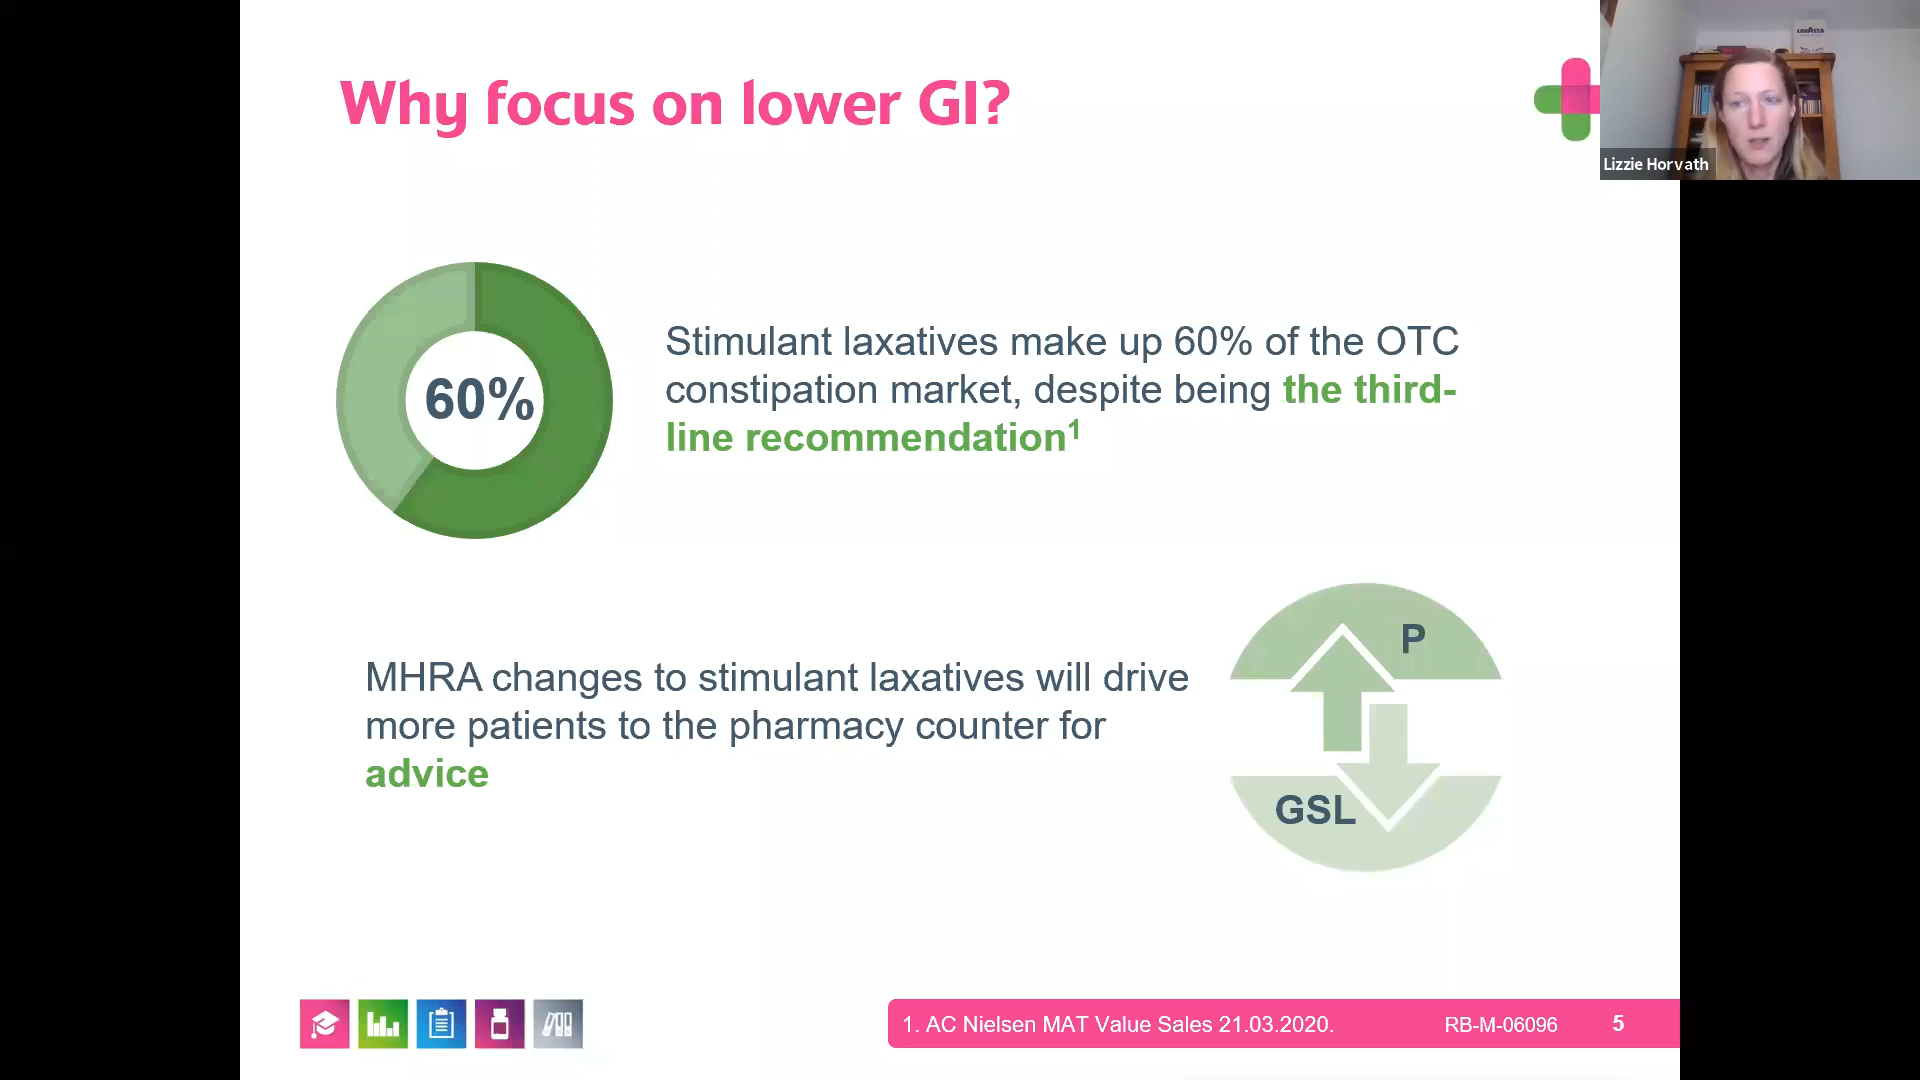 Why focus on lower GI?
LAVAZZA
Lizzie Horvath
60%
Stimulant laxatives make up 60% of the OTC
constipation market, despite being the third-
line recommendation¹
MHRA changes to stimulant laxatives will drive
more patients to the pharmacy counter for
advice
P
GSL
1. AC Nielsen MAT Value Sales 21.03.2020.
RB-M-06096
5